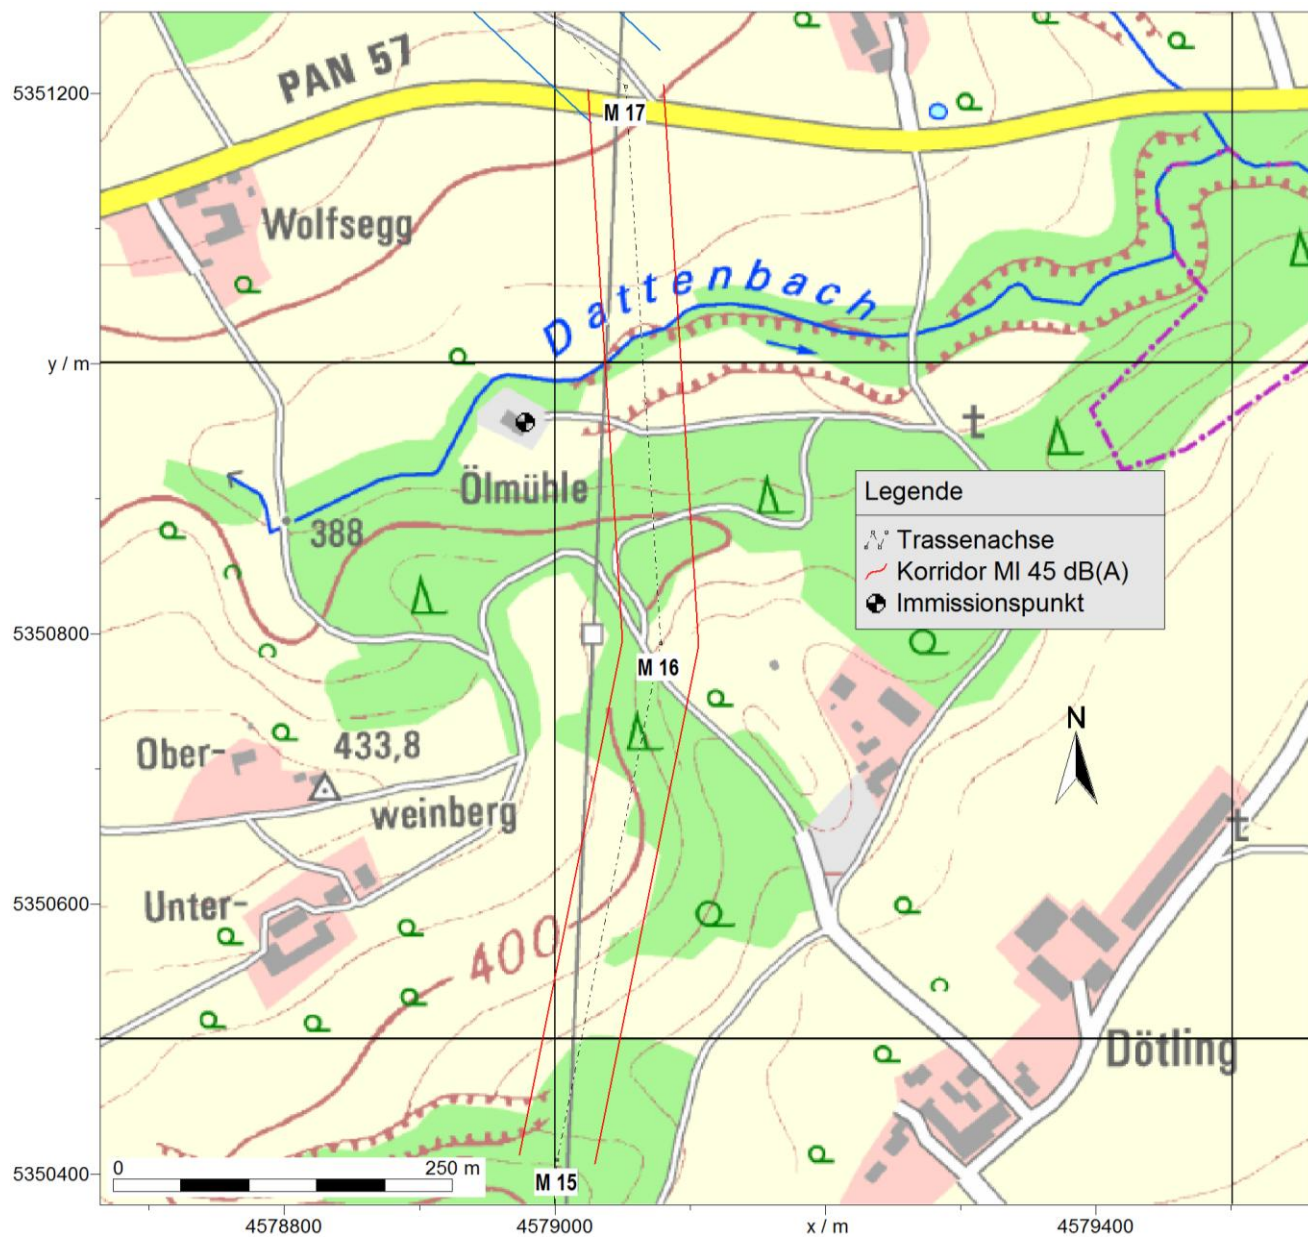 PAN 57
5351200
M 17
Wolfsegg
Dattenbach
y / m
Ölmühle
388
Legende
Trassenachse
Korridor MI 45 dB(A)
Immissionspunkt
5350800
M 16
N
Ober-
433,8
weinberg
Unter-
5350600
400
Dötling
5350400
0
250 m
M 15
4578800
4579000
x / m
4579400